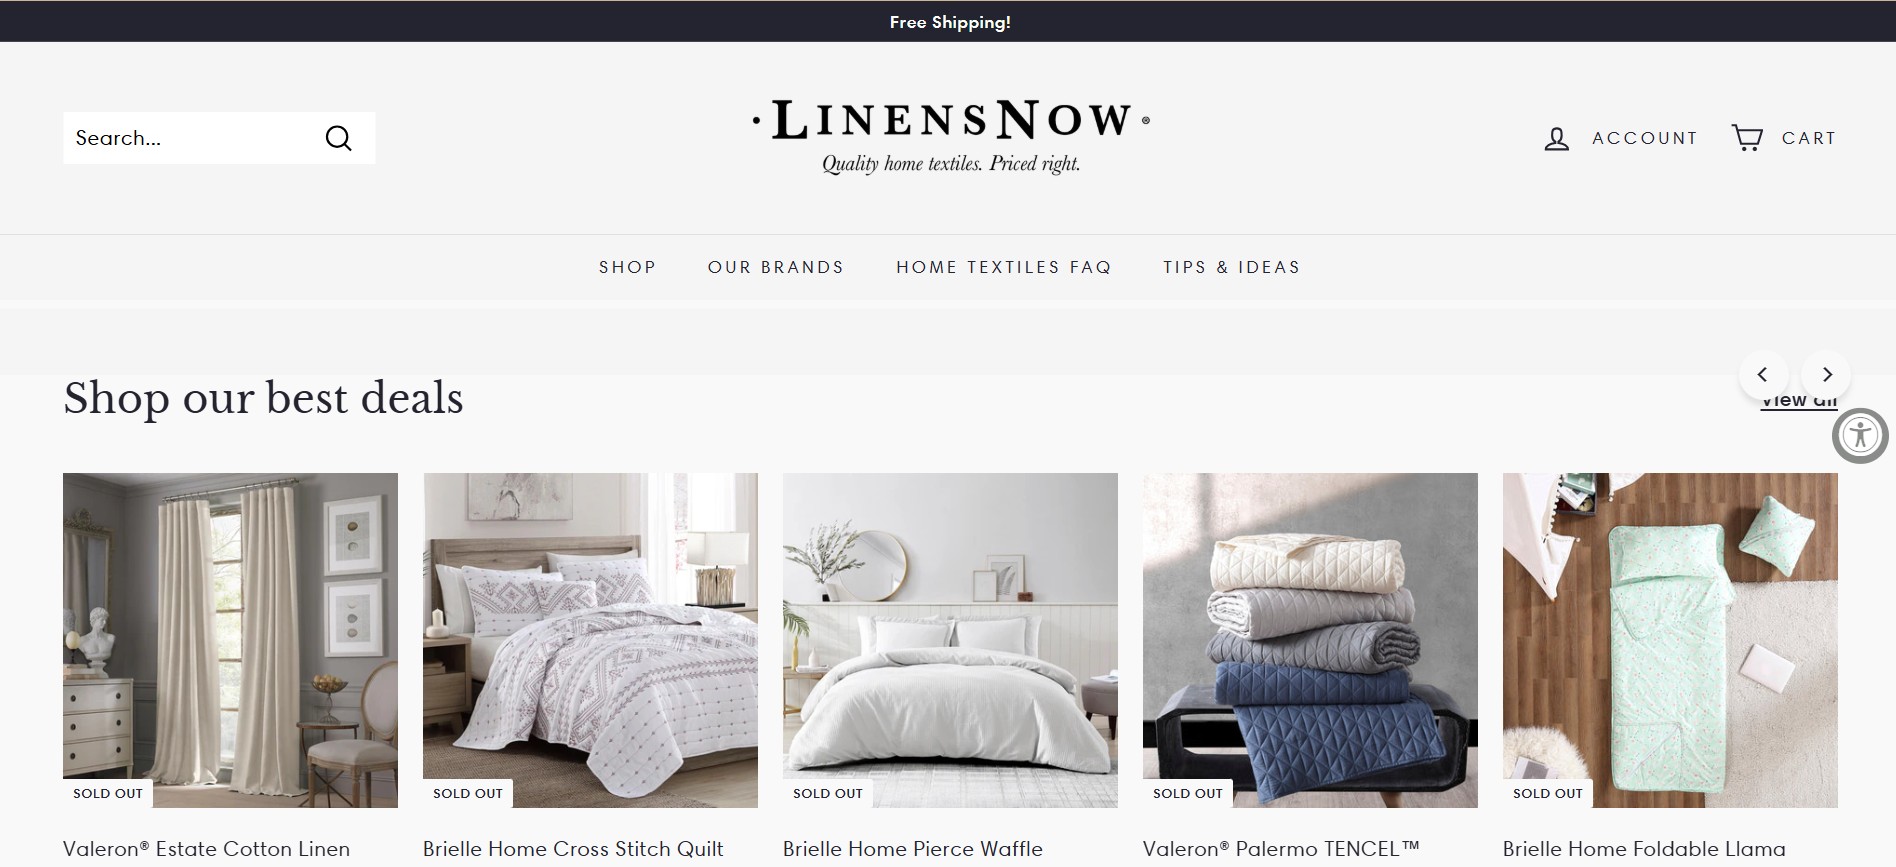 Free Shipping!
Search...
·LINENSNOW·®
Quality home textiles. Priced right.
ACCOUNT
CART
SHOP
OUR BRANDS
HOME TEXTILES FAQ
TIPS & IDEAS
Shop our best deals
View all
SOLD OUT
SOLD OUT
SOLD OUT
SOLD OUT
SOLD OUT
Valeron® Estate Cotton Linen
Brielle Home Cross Stitch Quilt
Brielle Home Pierce Waffle
Valeron® Palermo TENCEL™
Brielle Home Foldable Llama